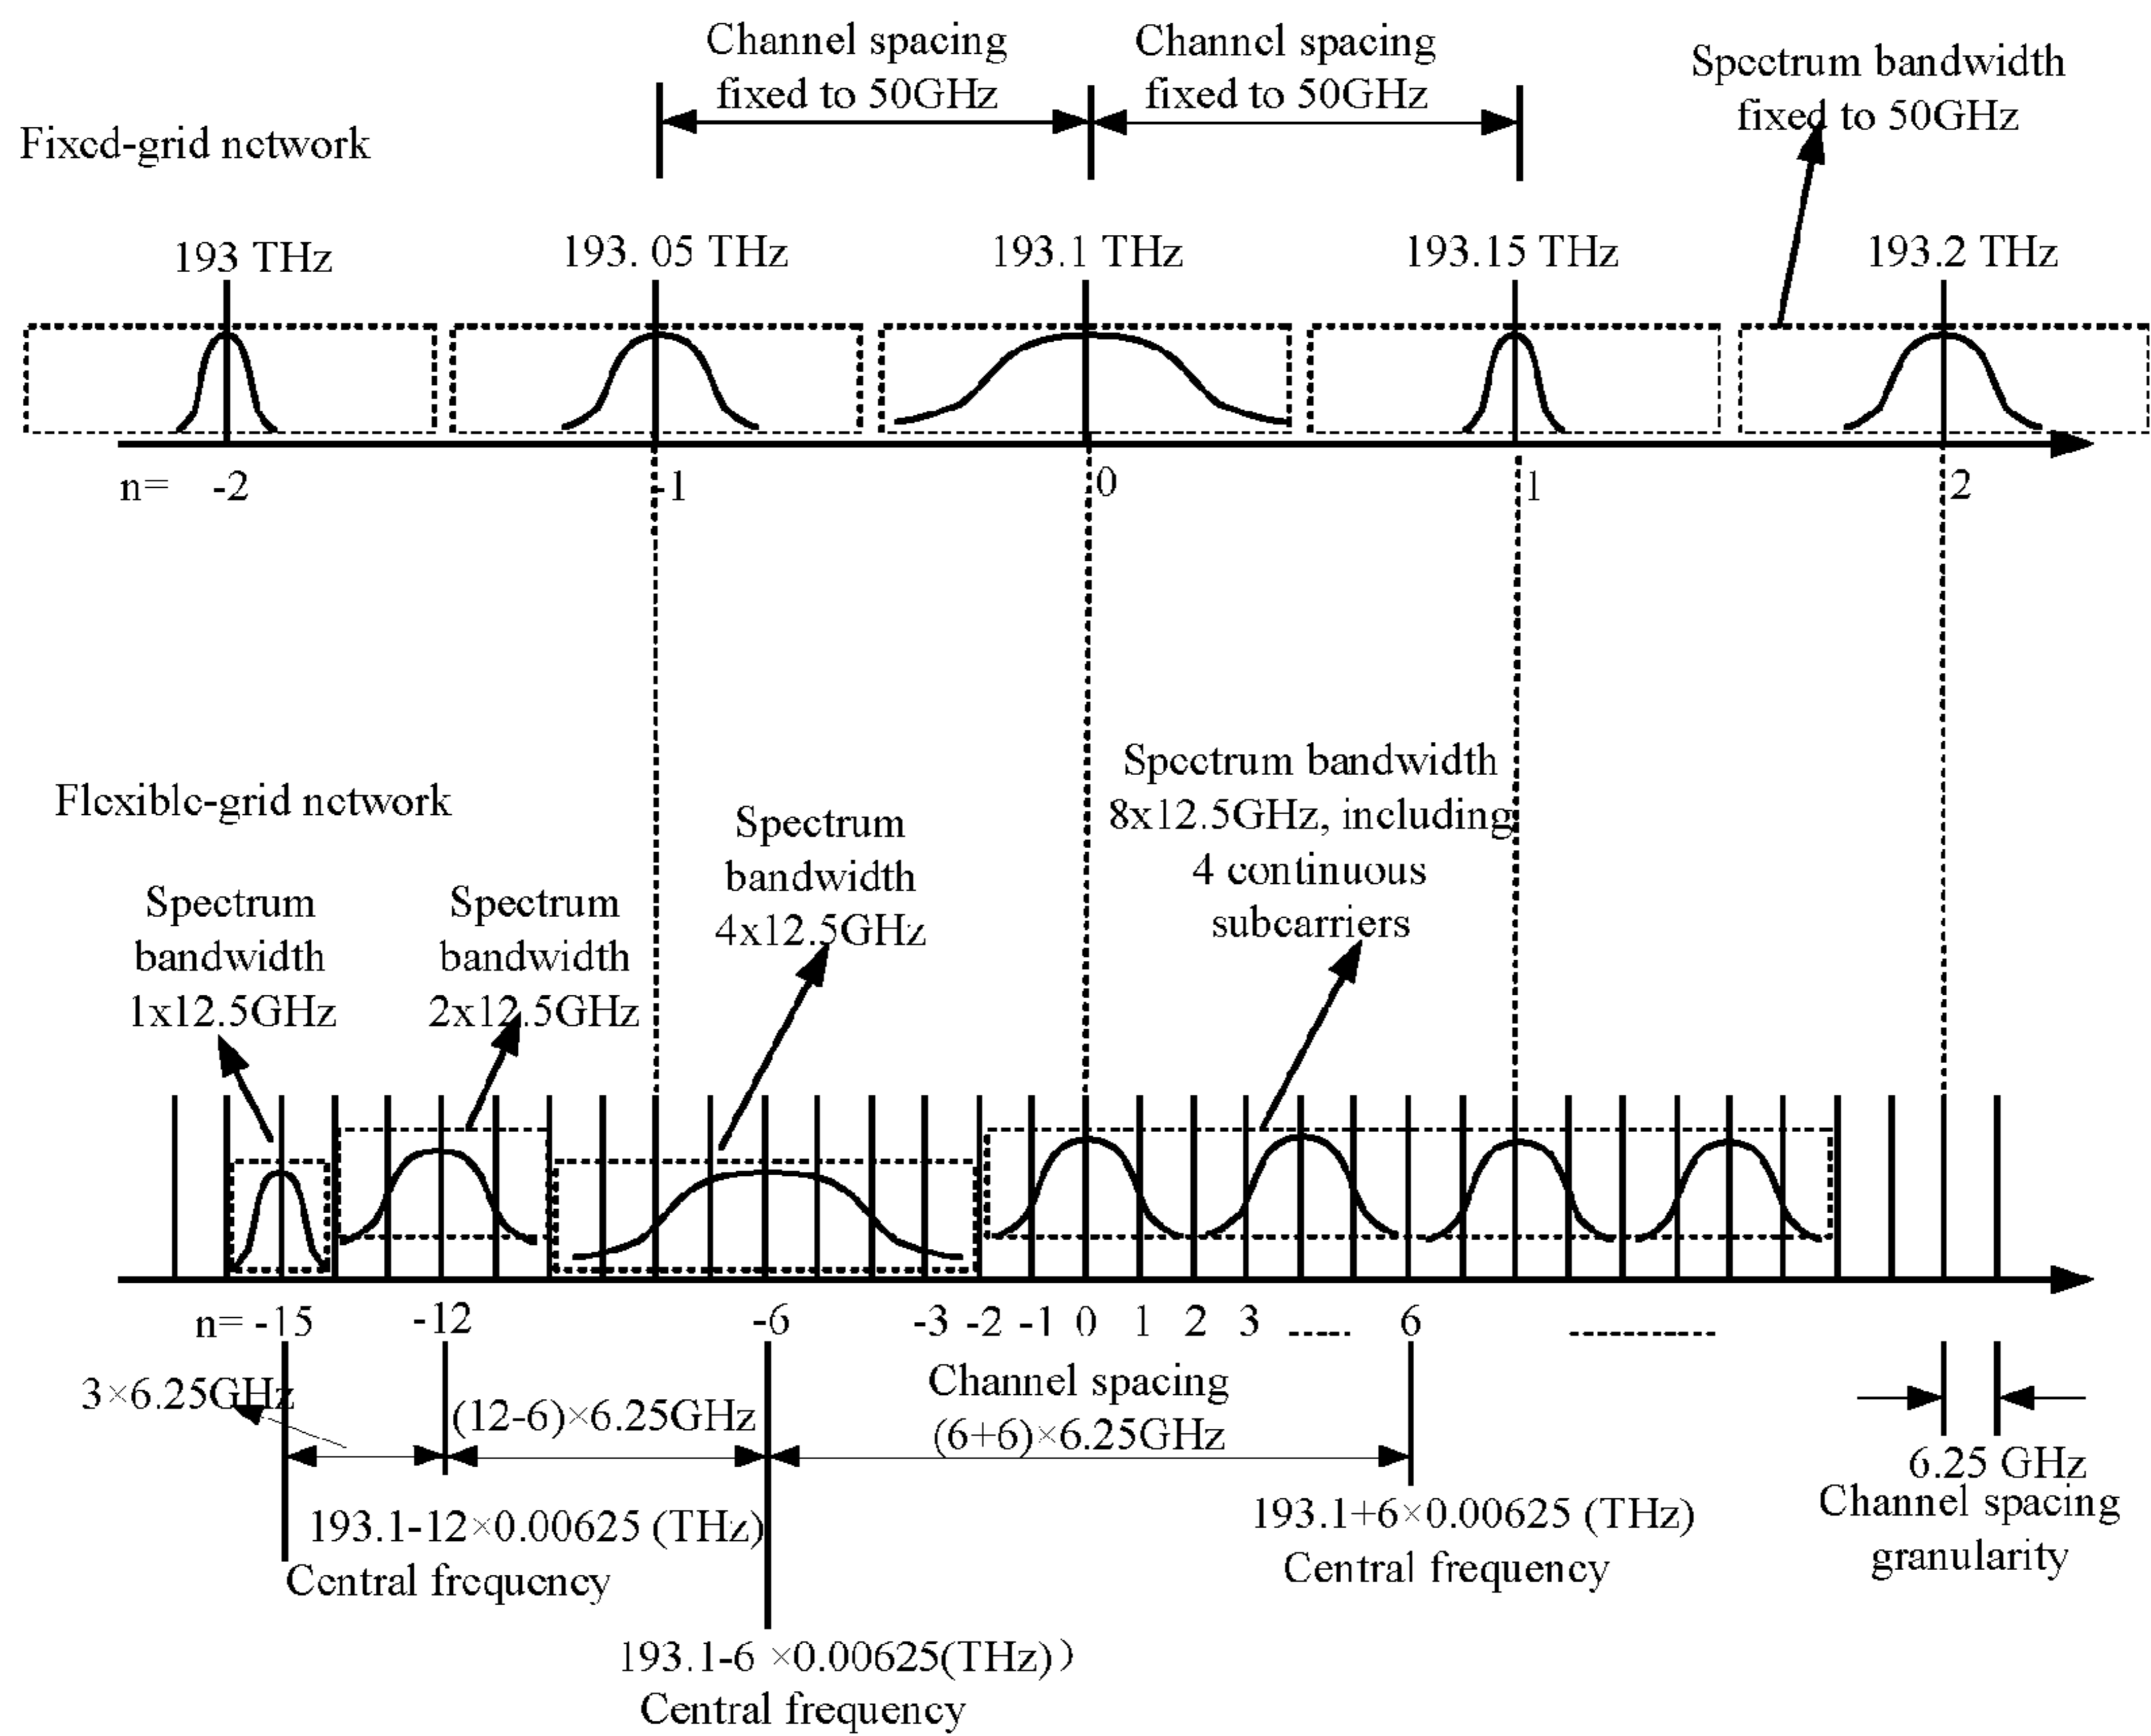 Channel spacing
fixed to 50GHz
Channel spacing
fixed to 50GHz
Spectrum bandwidth
fixed to 50GHz
Fixed-grid network
193 THz
193. 05 THz
193.1 THz
193.15 THz
193.2 THz
n= -2 -1 0 1 2
Flexible-grid network
Spectrum
bandwidth
1x12.5GHz
Spectrum
bandwidth
2x12.5GHz
Spectrum
bandwidth
4x12.5GHz
Spectrum bandwidth
8x12.5GHz, including
4 continuous
subcarriers
n= -15 -12 -6 -3 -2 -1 0 1 2 3 ...... 6 ..............
3×6.25GHz
(12-6)×6.25GHz
Channel spacing
(6+6)×6.25GHz
6.25 GHz
Channel spacing
granularity
193.1-12×0.00625 (THz)
Central frequency
193.1+6×0.00625 (THz)
Central frequency
193.1-6 ×0.00625(THz)）
Central frequency